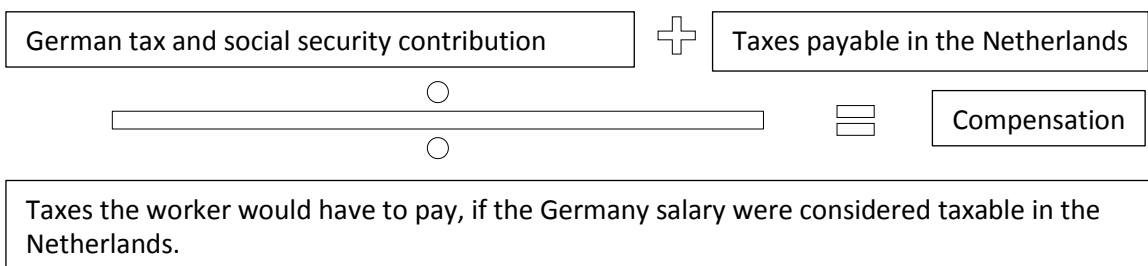 German tax and social security contribution
Taxes payable in the Netherlands
Compensation
Taxes the worker would have to pay, if the Germany salary were considered taxable in the
Netherlands.